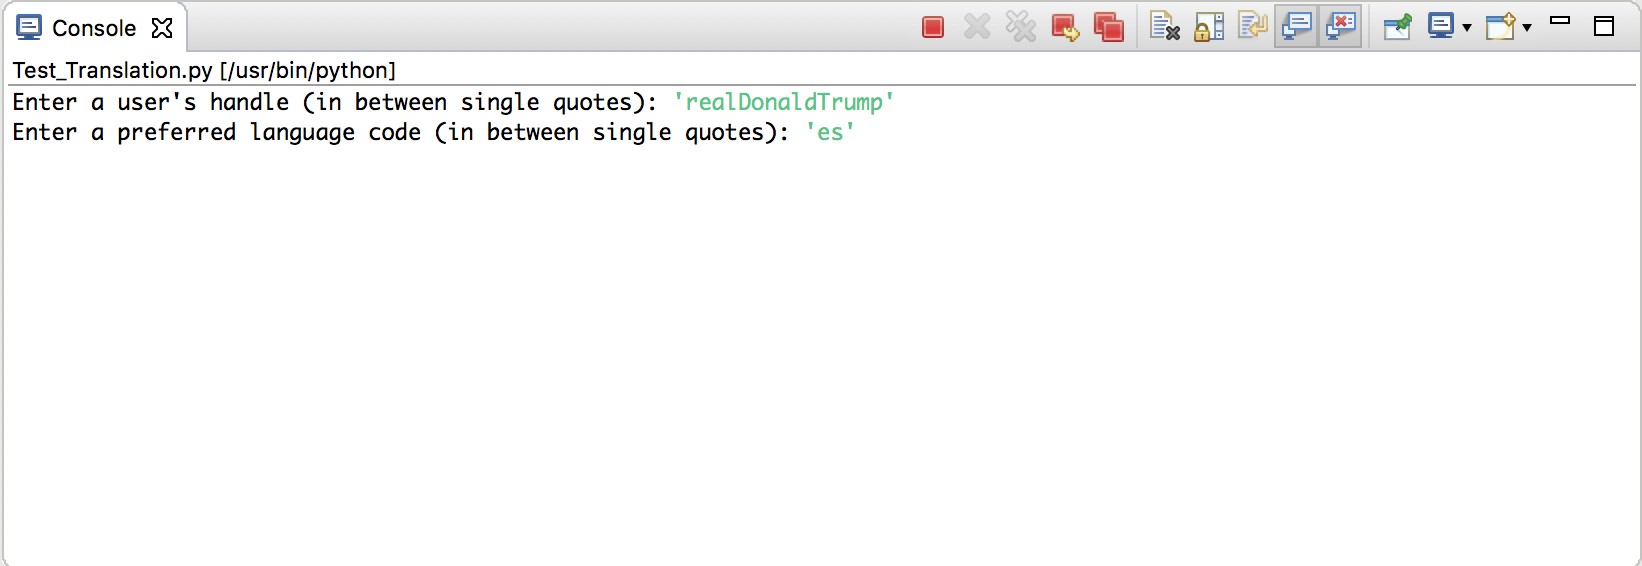 Console
Test_Translation.py [/usr/bin/python]
Enter a user's handle (in between single quotes): 'realDonaldTrump'
Enter a preferred language code (in between single quotes): 'es'